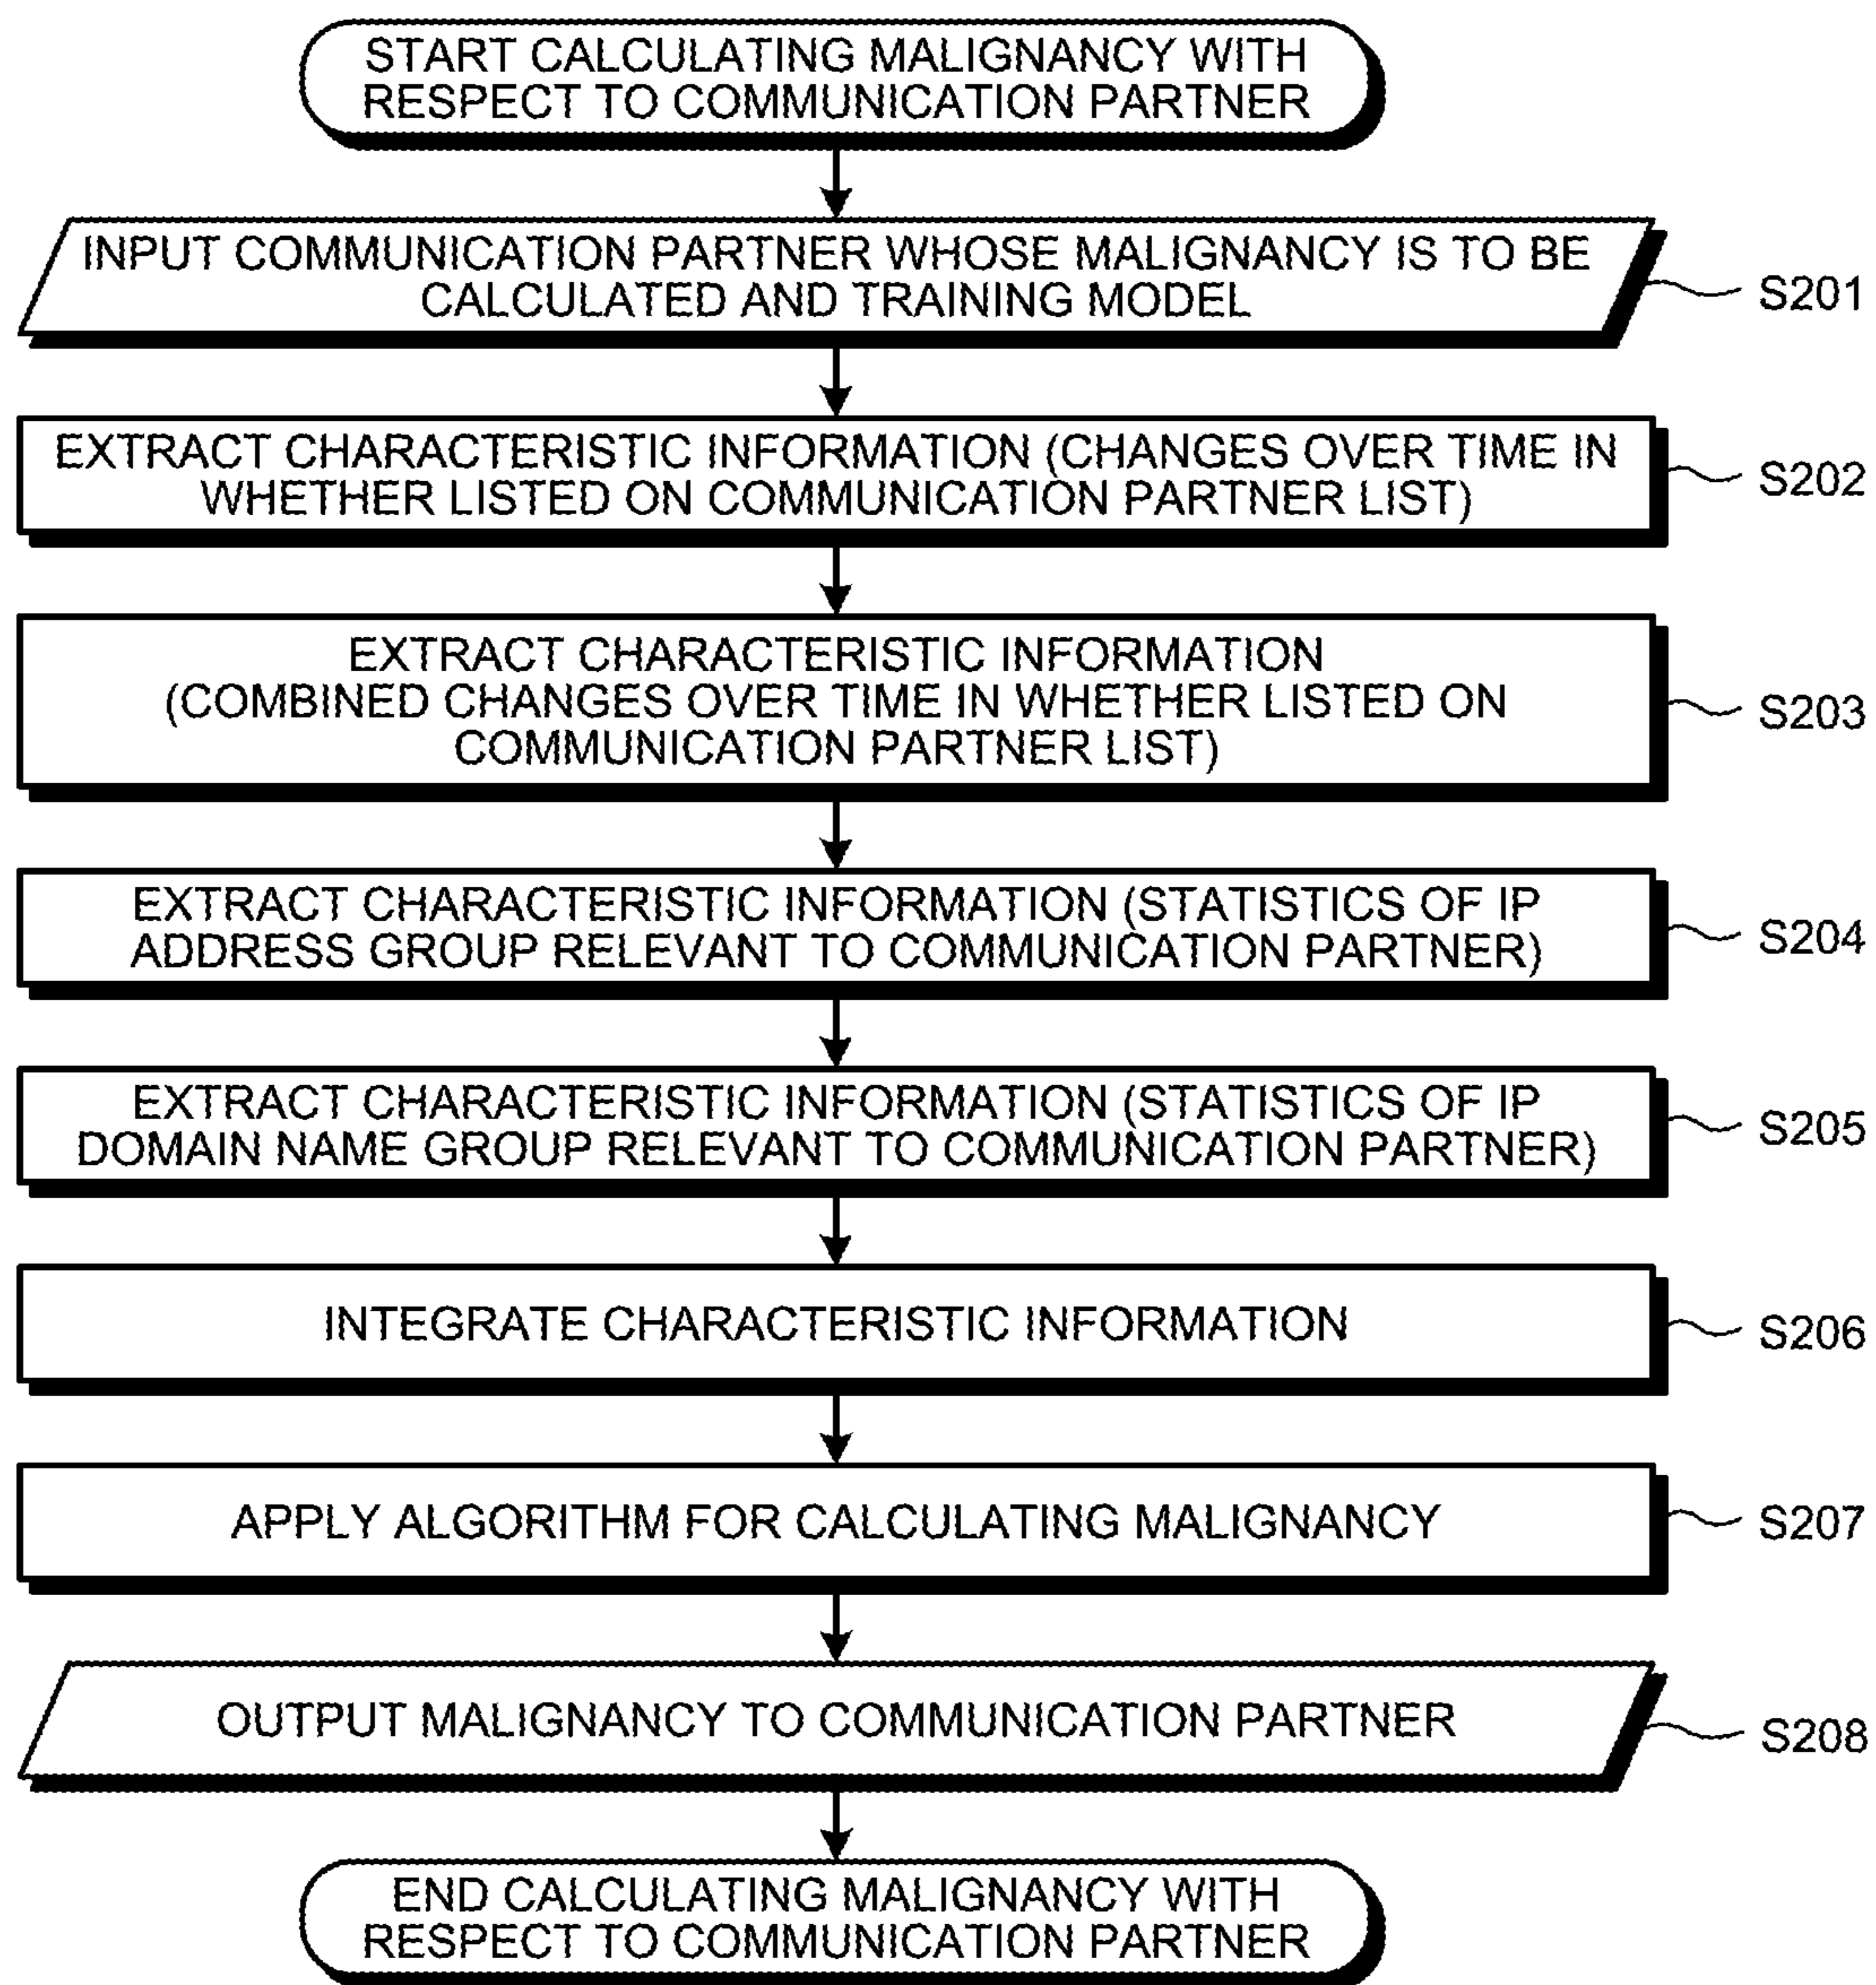 START CALCULATING MALIGNANCY WITH
RESPECT TO COMMUNICATION PARTNER
INPUT COMMUNICATION PARTNER WHOSE MALIGNANCY IS TO BE
CALCULATED AND TRAINING MODEL
S201
EXTRACT CHARACTERISTIC INFORMATION (CHANGES OVER TIME IN
WHETHER LISTED ON COMMUNICATION PARTNER LIST)
S202
EXTRACT CHARACTERISTIC INFORMATION
(COMBINED CHANGES OVER TIME IN WHETHER LISTED ON
COMMUNICATION PARTNER LIST)
S203
EXTRACT CHARACTERISTIC INFORMATION (STATISTICS OF IP
ADDRESS GROUP RELEVANT TO COMMUNICATION PARTNER)
S204
EXTRACT CHARACTERISTIC INFORMATION (STATISTICS OF IP
DOMAIN NAME GROUP RELEVANT TO COMMUNICATION PARTNER)
S205
INTEGRATE CHARACTERISTIC INFORMATION
S206
APPLY ALGORITHM FOR CALCULATING MALIGNANCY
S207
OUTPUT MALIGNANCY TO COMMUNICATION PARTNER
S208
END CALCULATING MALIGNANCY WITH
RESPECT TO COMMUNICATION PARTNER